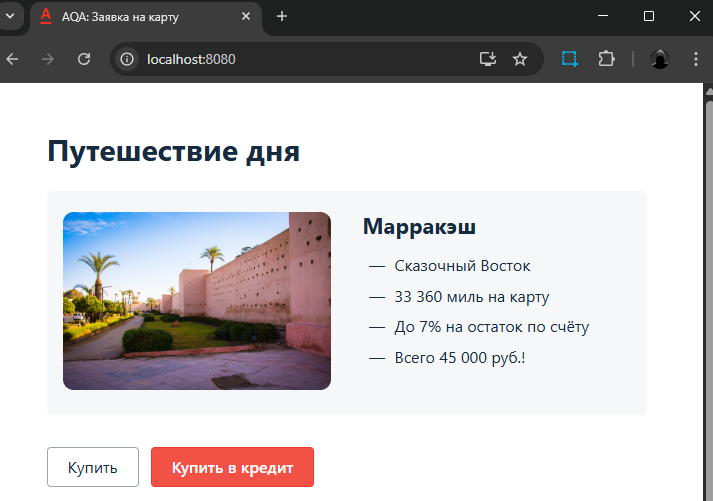 AQA: Заявка на карту
localhost:8080
Путешествие дня
Марракэш
— Сказочный Восток
— 33 360 миль на карту
— До 7% на остаток по счёту
— Всего 45 000 руб.!
Купить
Купить в кредит